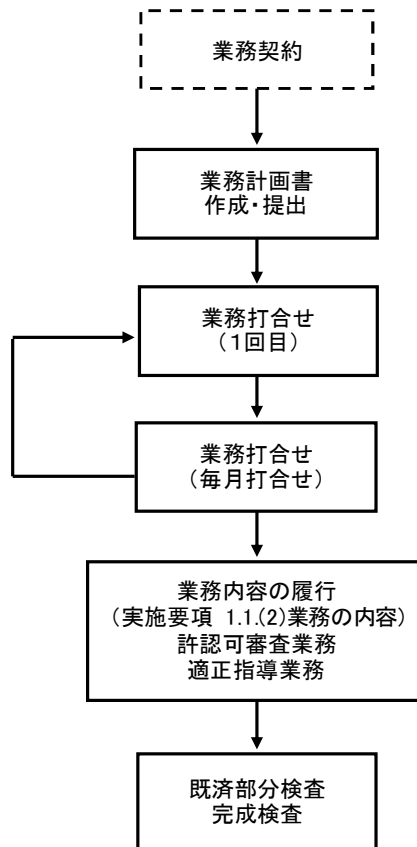 業務契約
業務計画書
作成・提出
業務打合せ
（1回目）
業務打合せ
（毎月打合せ）
業務内容の履行
（実施要項 1.1.(2)業務の内容）
許認可審査業務
適正指導業務
既済部分検査
完成検査